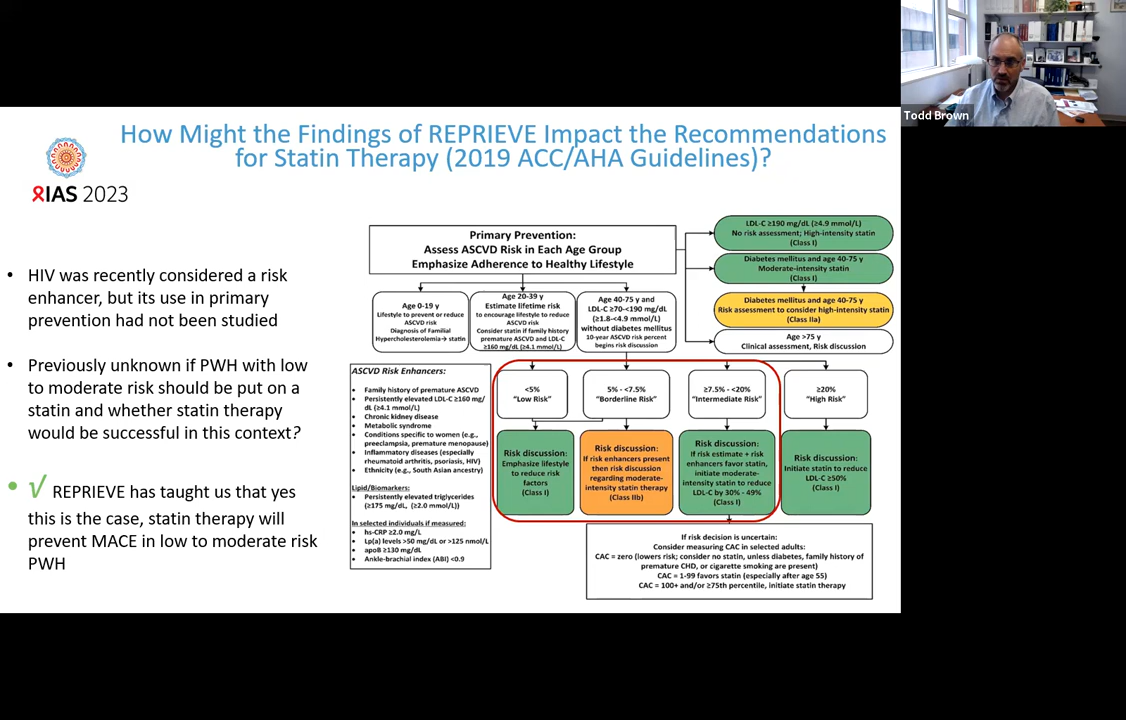 Todd Brown
How Might the Findings of REPRIEVE Impact the Recommendations
for Statin Therapy (2019 ACC/AHA Guidelines)?
IAS 2023
• HIV was recently considered a risk
enhancer, but its use in primary
prevention had not been studied
• Previously unknown if PWH with low
to moderate risk should be put on a
statin and whether statin therapy
would be successful in this context?
• √ REPRIEVE has taught us that yes
this is the case, statin therapy will
prevent MACE in low to moderate risk
PWH
Primary Prevention:
Assess ASCVD Risk in Each Age Group
Emphasize Adherence to Healthy Lifestyle
LDL-C ≥190 mg/dL (≥4.9 mmol/L)
No risk assessment; High-intensity statin
(Class I)
Diabetes mellitus and age 40-75 y
Moderate-intensity statin
(Class I)
Diabetes mellitus and age 40-75 y
Risk assessment to consider high-intensity statin
(Class IIa)
Age >75 y
Clinical assessment, Risk discussion
Age 0-19 y
Lifestyle to prevent or reduce
ASCVD risk
Diagnosis of Familial
Hypercholesterolemia→ statin
Age 20-39 y
Estimate lifetime risk
to encourage lifestyle to reduce
ASCVD risk
Consider statin if family history
premature ASCVD and LDL-C
≥160 mg/dL (≥4.1 mmol/L)
Age 40-75 y and
LDL-C ≥70-<190 mg/dL
(≥1.8-<4.9 mmol/L)
without diabetes mellitus
10-year ASCVD risk percent
begins risk discussion
ASCVD Risk Enhancers:
• Family history of premature ASCVD
• Persistently elevated LDL-C ≥160 mg/
dL (≥4.1 mmol/L)
• Chronic kidney disease
• Metabolic syndrome
• Conditions specific to women (e.g.,
preeclampsia, premature menopause)
• Inflammatory diseases (especially
rheumatoid arthritis, psoriasis, HIV)
• Ethnicity (e.g., South Asian ancestry)
Lipid/Biomarkers:
• Persistently elevated triglycerides
(≥175 mg/dL, (≥2.0 mmol/L))
In selected individuals if measured:
• hs-CRP ≥2.0 mg/L
• Lp(a) levels >50 mg/dL or >125 nmol/L
• apoB ≥130 mg/dL
• Ankle-brachial index (ABI) <0.9
<5%
"Low Risk"
5% - <7.5%
"Borderline Risk"
≥7.5% - <20%
"Intermediate Risk"
≥20%
"High Risk"
Risk discussion:
Emphasize lifestyle
to reduce risk
factors
(Class I)
Risk discussion:
If risk enhancers present
then risk discussion
regarding moderate-
intensity statin therapy
(Class IIb)
Risk discussion:
If risk estimate + risk
enhancers favor statin,
initiate moderate-
intensity statin to reduce
LDL-C by 30% - 49%
(Class I)
Risk discussion:
Initiate statin to reduce
LDL-C ≥50%
(Class I)
If risk decision is uncertain:
Consider measuring CAC in selected adults:
CAC = zero (lowers risk; consider no statin, unless diabetes, family history of
premature CHD, or cigarette smoking are present)
CAC = 1-99 favors statin (especially after age 55)
CAC = 100+ and/or ≥75th percentile, initiate statin therapy